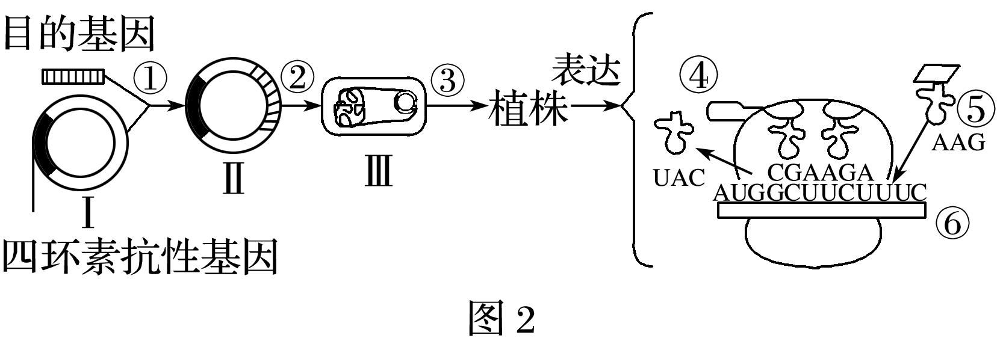 目的基因
① ② ③ 表达 ④ ⑤
植株
AAG
UAC CGAAGA
AUGGCUUCUUUC
Ⅰ Ⅱ Ⅲ
⑥
四环素抗性基因
图 2